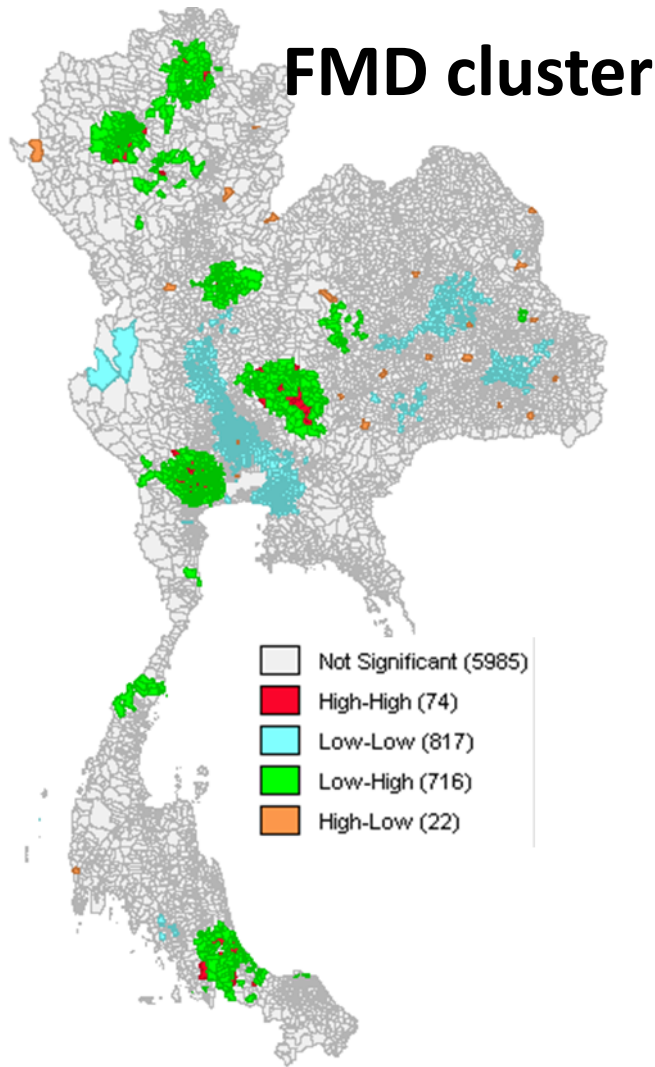 FMD cluster
Not Significant (5985)
High-High (74)
Low-Low (817)
Low-High (716)
High-Low (22)